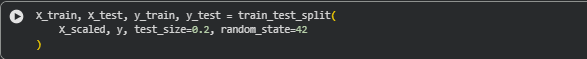 X_train, X_test, y_train, y_test = train_test_split(
    X_scaled, y, test_size=0.2, random_state=42
)